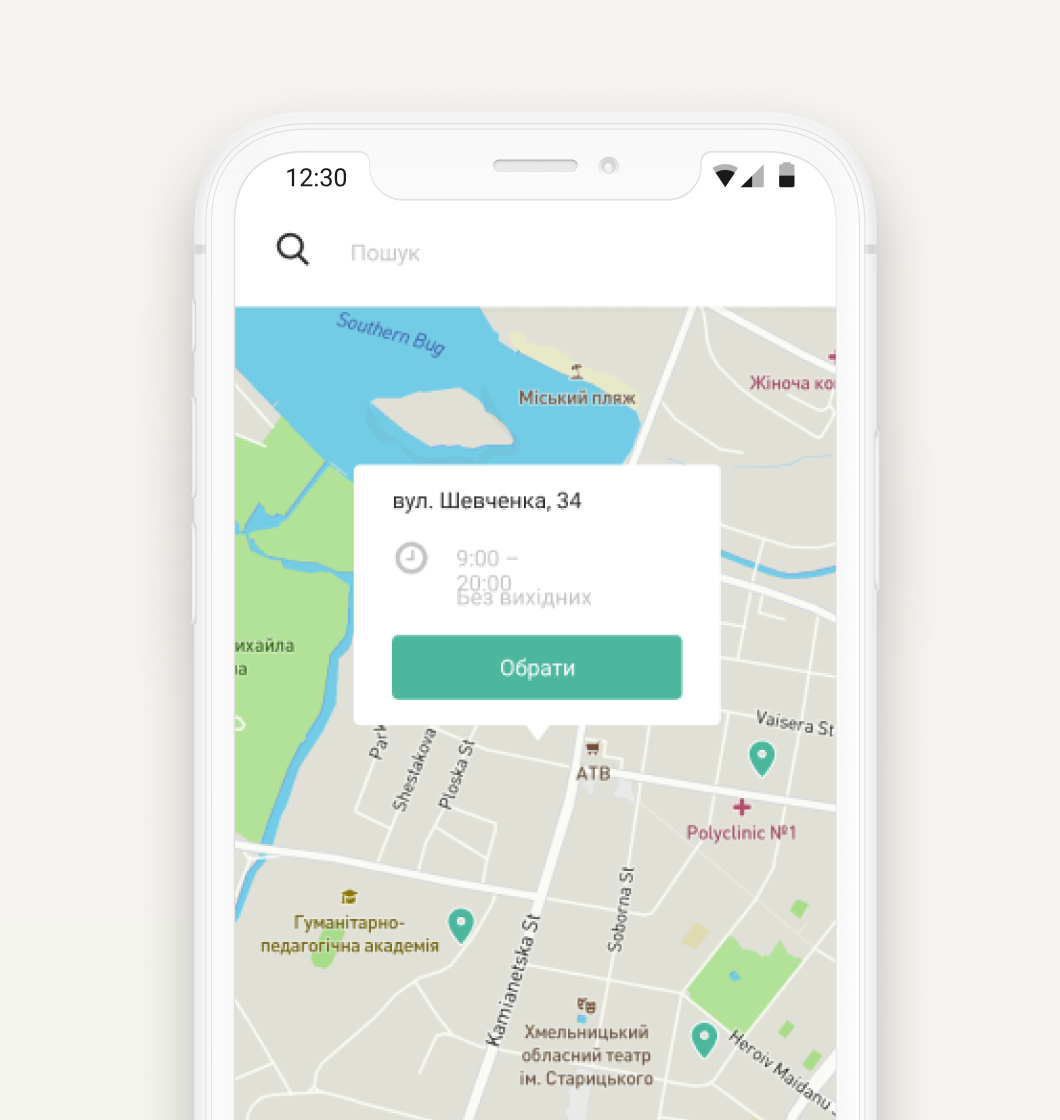 12:30
Пошук
Southern Bug
Міський пляж
Жіноча ко
вул. Шевченка, 34
9:00 –
20:00
Без вихідних
Обрати
ихайла
Vaisera St
Park
Shestakova
Ploska St
АТВ
Polyclinic №1
Гуманітарно-
педагогічна академія
Soborna St
Kamianetska St
Хмельницький
обласний театр
ім. Старицького
Heroiv Maidanu